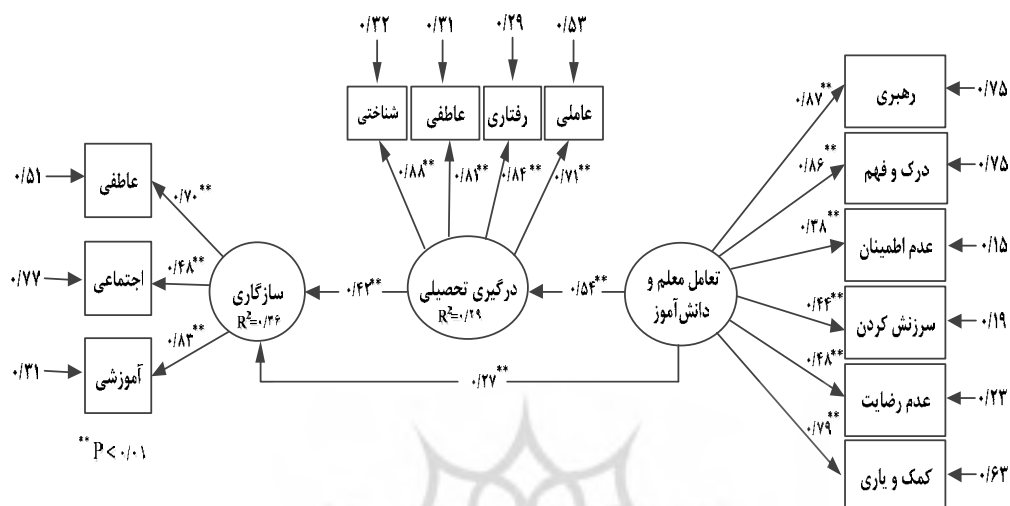 ۰/۳۲ ۰/۳۱ ۰/۲۹ ۰/۵۳
شناختی عاطفی رفتاری عاملی
۰/۸۸** ۰/۸۱** ۰/۸۴** ۰/۷۱**
رهبری
۰/۸۷**
۰/۷۵
درک و فهم
۰/۸۶**
۰/۷۵
عدم اطمینان
۰/۳۸**
۰/۱۵
سرزنش کردن
۰/۴۴**
۰/۱۹
عدم رضایت
۰/۴۸**
۰/۲۳
کمک و یاری
۰/۷۹**
۰/۶۳
تعامل معلم و
دانش‌آموز
۰/۵۴**
درگیری تحصیلی
R²=۰/۲۹
۰/۴۲**
سازگاری
R²=۰/۳۶
۰/۲۷**
عاطفی
۰/۷۰**
۰/۵۱
اجتماعی
۰/۴۸**
۰/۷۷
آموزشی
۰/۸۳**
۰/۳۱
** P<۰/۰۱